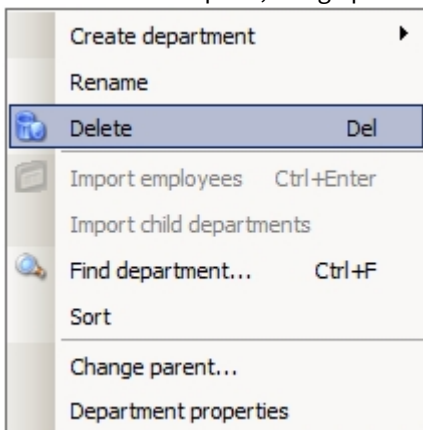 Create department
Rename
Delete Del
Import employees Ctrl+Enter
Import child departments
Find department... Ctrl+F
Sort
Change parent...
Department properties